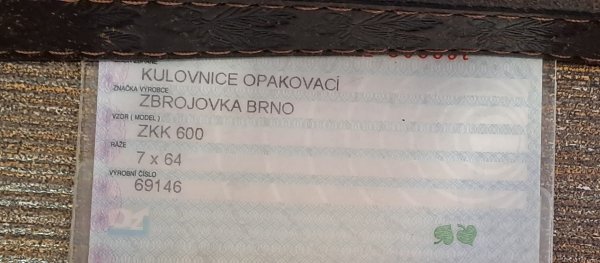 KULOVNICE OPAKOVACÍ
ZNAČKA VÝROBCE
ZBROJOVKA BRNO
VZOR ( MODEL )
ZKK 600
RÁŽE
7 x 64
VÝROBNÍ ČÍSLO
69146